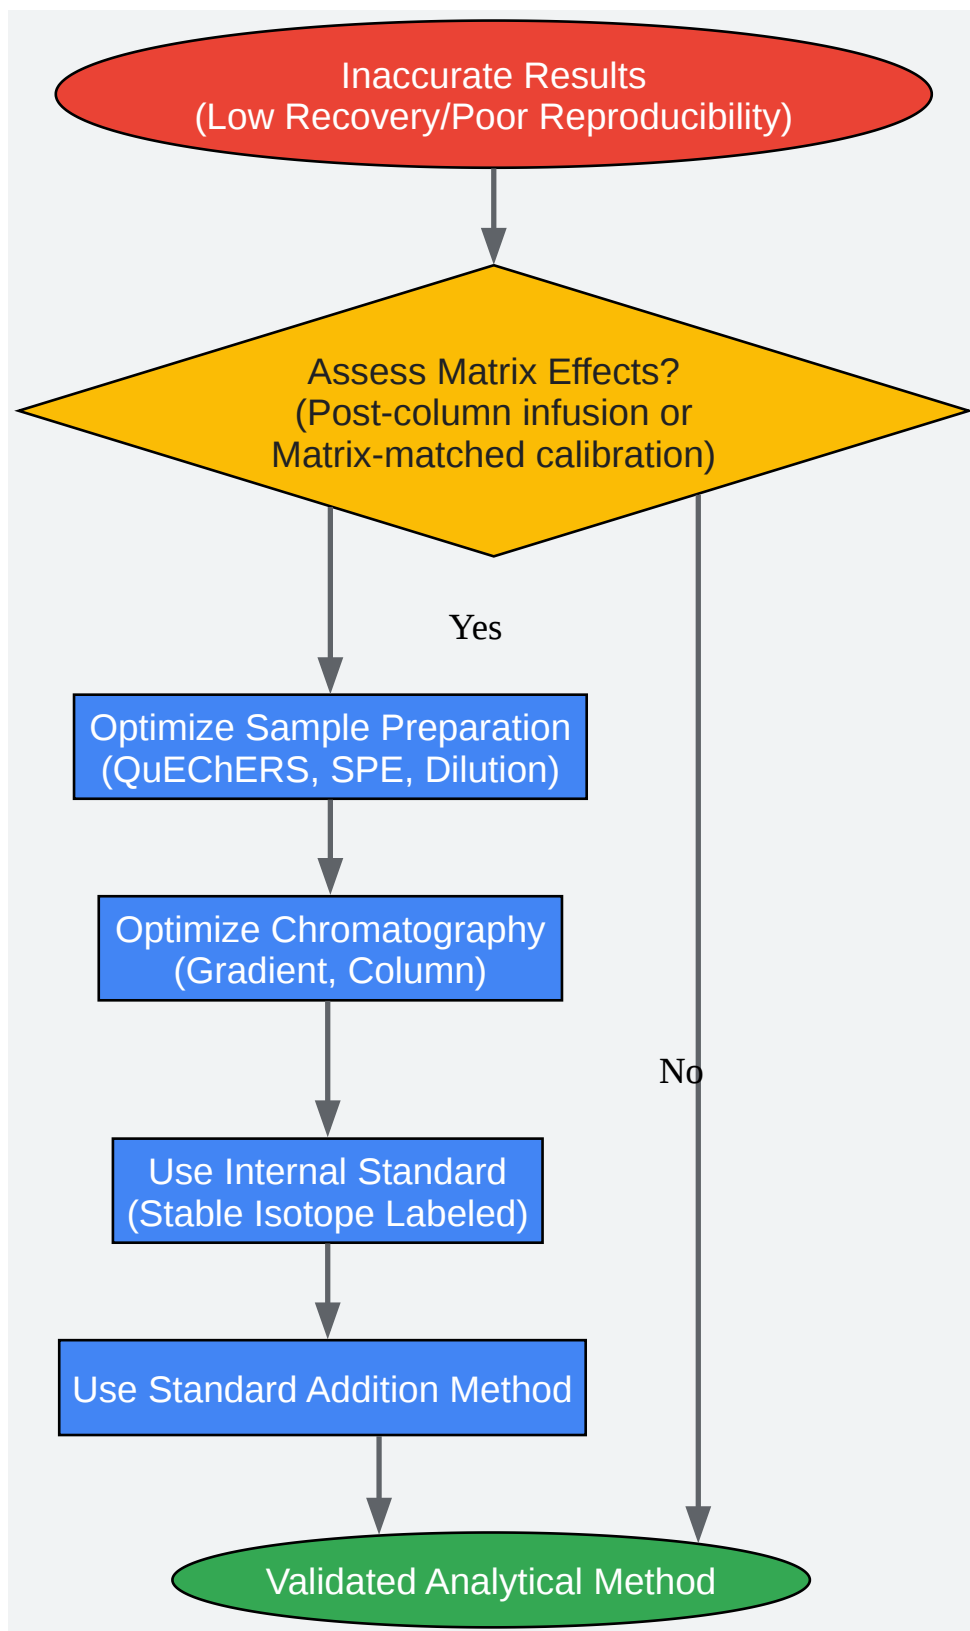 Inaccurate Results
(Low Recovery/Poor Reproducibility)
Assess Matrix Effects?
(Post-column infusion or
Matrix-matched calibration)
Yes
Optimize Sample Preparation
(QuEChERS, SPE, Dilution)
Optimize Chromatography
(Gradient, Column)
No
Use Internal Standard
(Stable Isotope Labeled)
Use Standard Addition Method
Validated Analytical Method